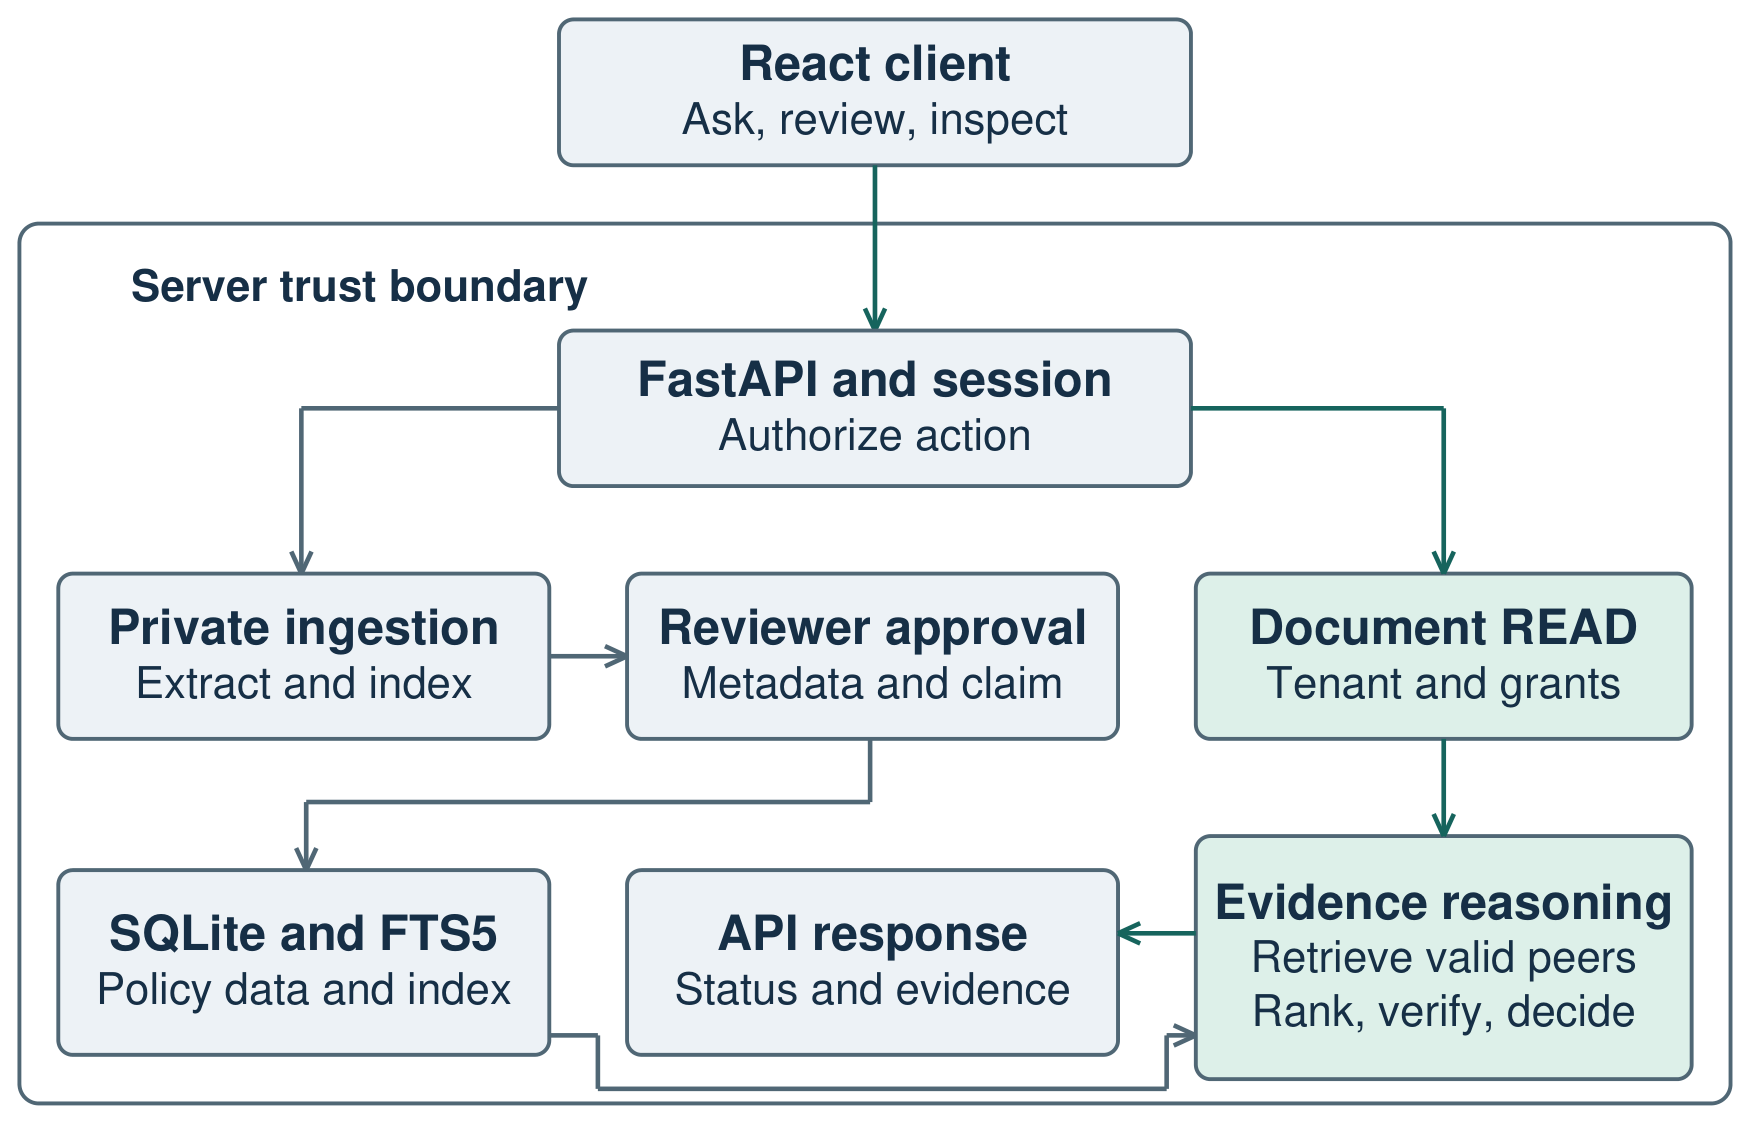 React client
Ask, review, inspect
Server trust boundary
FastAPI and session
Authorize action
Private ingestion
Extract and index
Reviewer approval
Metadata and claim
Document READ
Tenant and grants
SQLite and FTS5
Policy data and index
API response
Status and evidence
Evidence reasoning
Retrieve valid peers
Rank, verify, decide